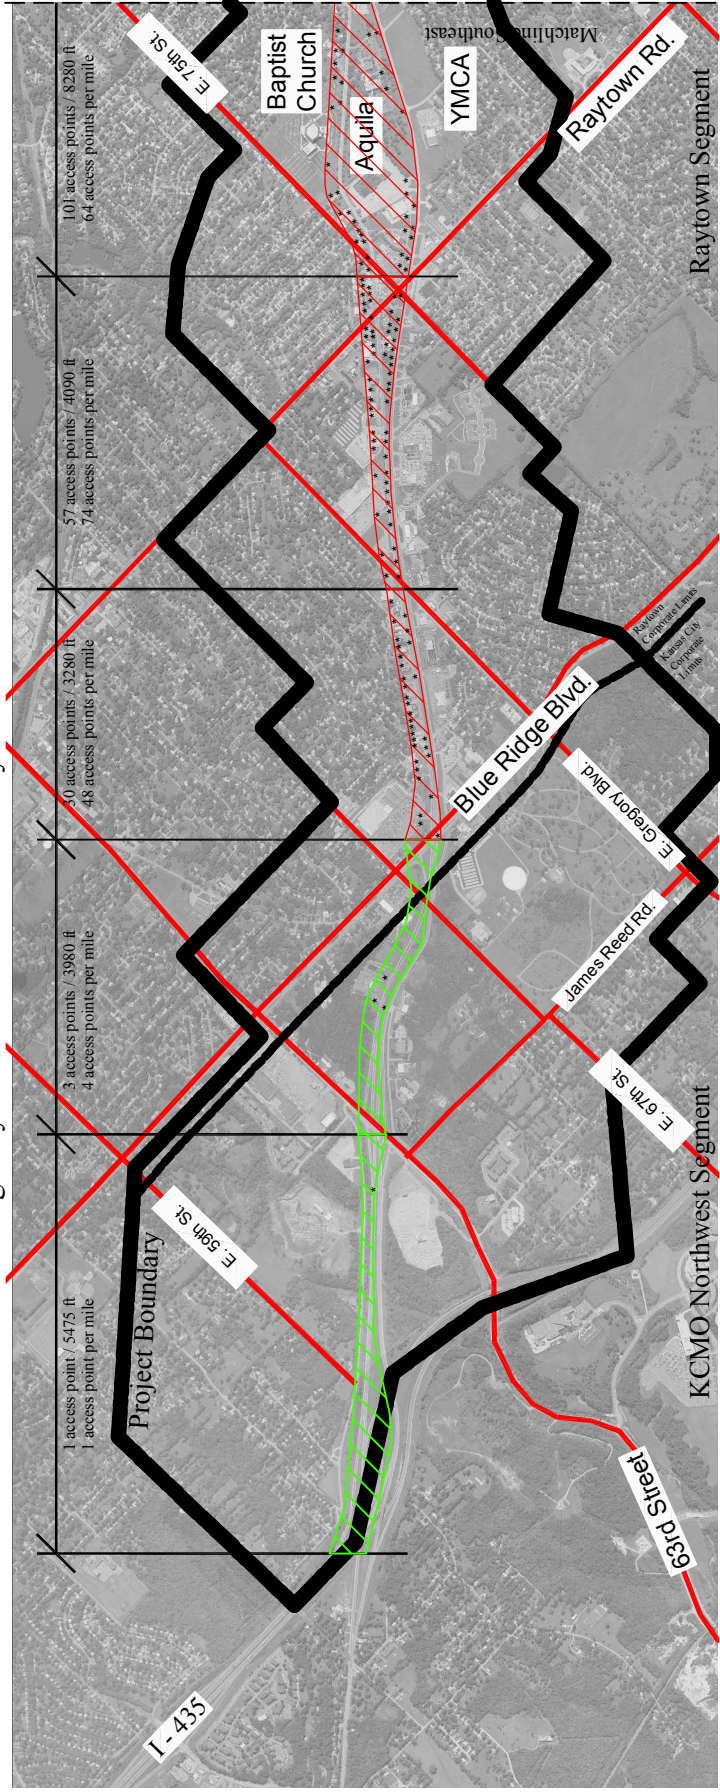 1 access point / 5475 ft
1 access point per mile
3 access points / 3980 ft
4 access points per mile
30 access points / 3280 ft
48 access points per mile
57 access points / 4090 ft
74 access points per mile
101 access points / 8280 ft
64 access points per mile
Project Boundary
E. 59th St.
E. 75th St.
Baptist
Church
Aquila
YMCA
Matchline Southeast
I - 435
Blue Ridge Blvd.
Raytown Rd.
Raytown
Corporate Limits
Kansas City
Corporate
Limits
E. Gregory Blvd.
James Reed Rd.
E. 67th St.
63rd Street
KCMO Northwest Segment
Raytown Segment